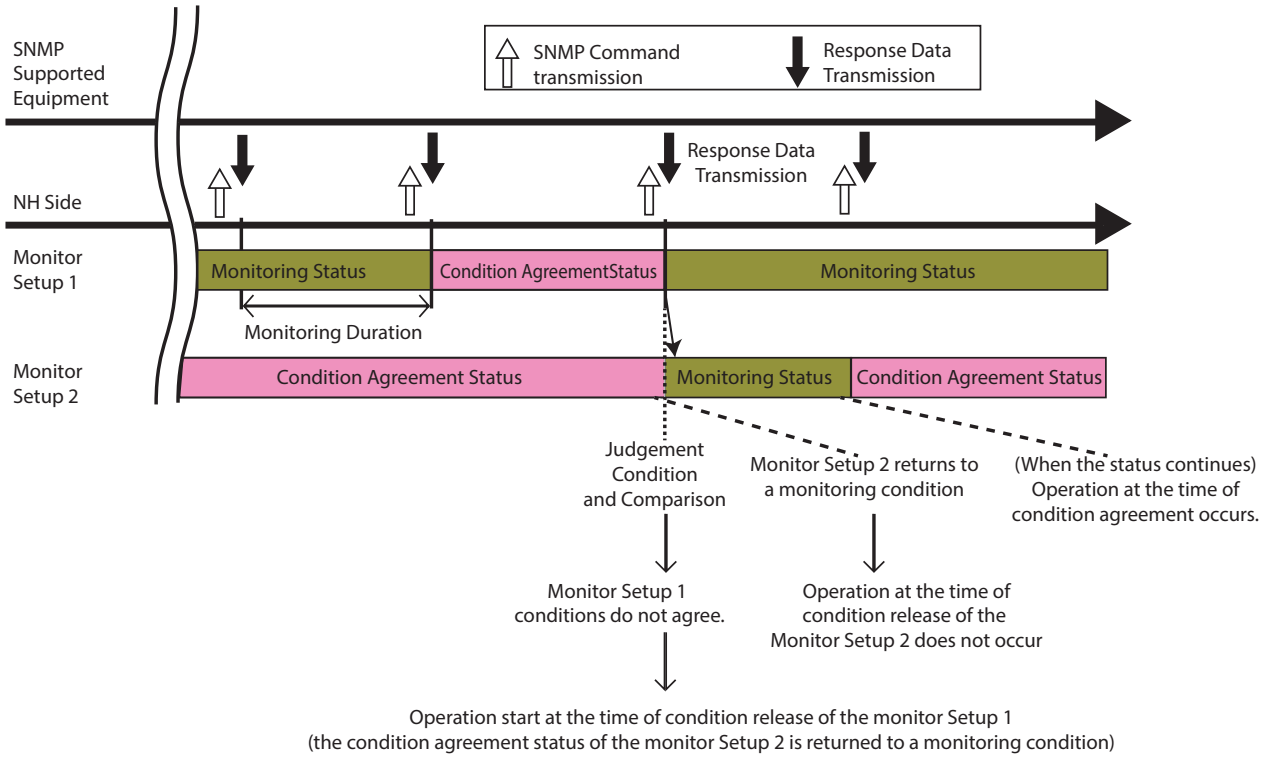 SNMP
Supported
Equipment
SNMP Command
transmission
Response Data
Transmission
Response Data
Transmission
NH Side
Monitor
Setup 1
Monitoring Status
Condition AgreementStatus
Monitoring Status
Monitoring Duration
Monitor
Setup 2
Condition Agreement Status
Monitoring Status
Condition Agreement Status
Judgement
Condition
and Comparison
Monitor Setup 2 returns to
a monitoring condition
(When the status continues)
Operation at the time of
condition agreement occurs.
Monitor Setup 1
conditions do not agree.
Operation at the time of
condition release of the
Monitor Setup 2 does not occur
Operation start at the time of condition release of the monitor Setup 1
(the condition agreement status of the monitor Setup 2 is returned to a monitoring condition)